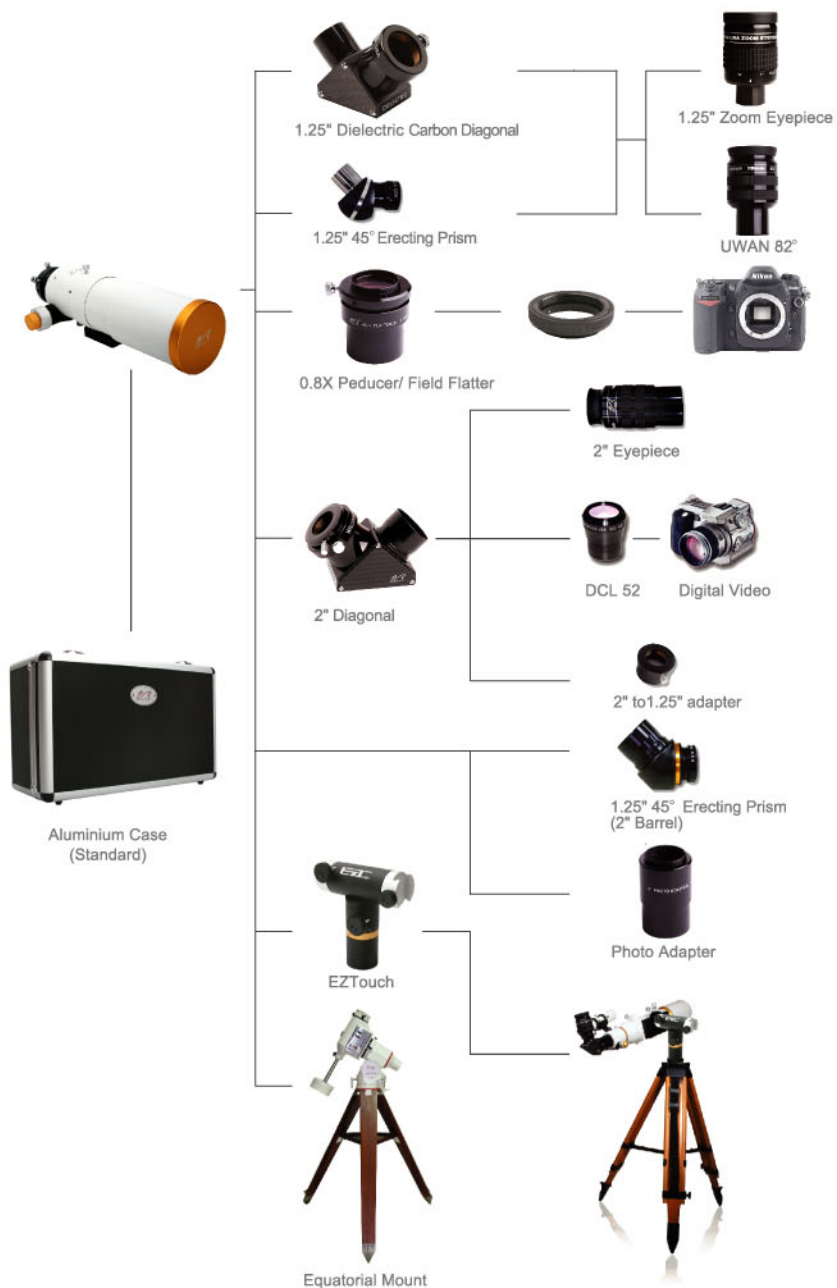 1.25" Dielectric Carbon Diagonal
1.25" Zoom Eyepiece
1.25" 45° Erecting Prism
UWAN 82°
Nikon
0.8X Peducer/ Field Flatter
2" Eyepiece
2" Diagonal
DCL 52
Digital Video
2" to1.25" adapter
1.25" 45° Erecting Prism
(2" Barrel)
Aluminium Case
(Standard)
Photo Adapter
EZTouch
Equatorial Mount